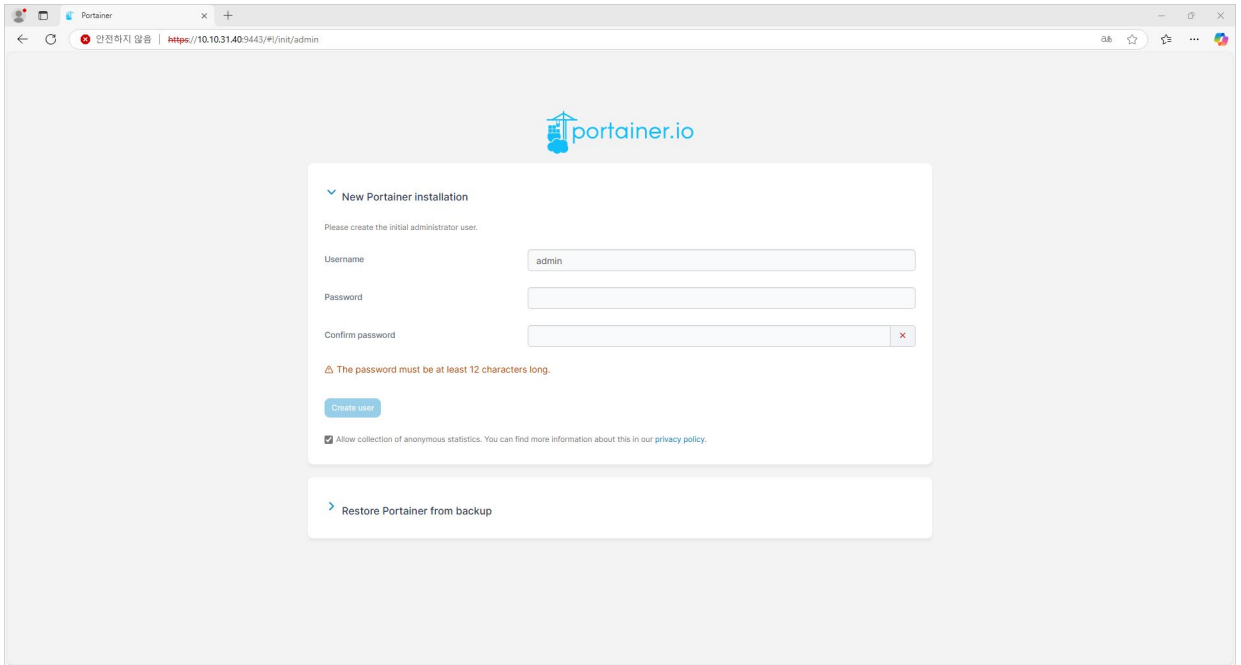 Portainer
안전하지 않음 | https://10.10.31.40:9443/#!/init/admin
portainer.io
New Portainer installation
Please create the initial administrator user.
Username
admin
Password
Confirm password
The password must be at least 12 characters long.
Create user
Allow collection of anonymous statistics. You can find more information about this in our privacy policy.
Restore Portainer from backup